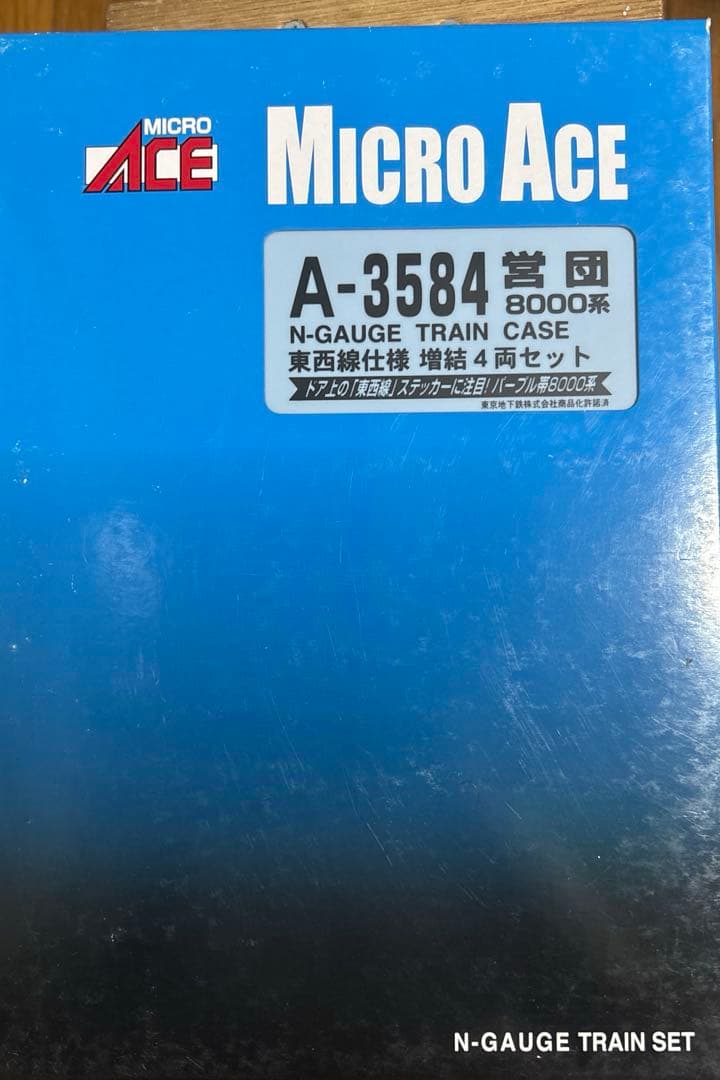 MICRO
ACE
MICRO ACE
A-3584 営団
8000系
N-GAUGE TRAIN CASE
東西線仕様 増結4両セット
ドア上の「東西線」ステッカーに注目!パープル帯8000系
東京地下鉄株式会社商品化許諾済
N-GAUGE TRAIN SET